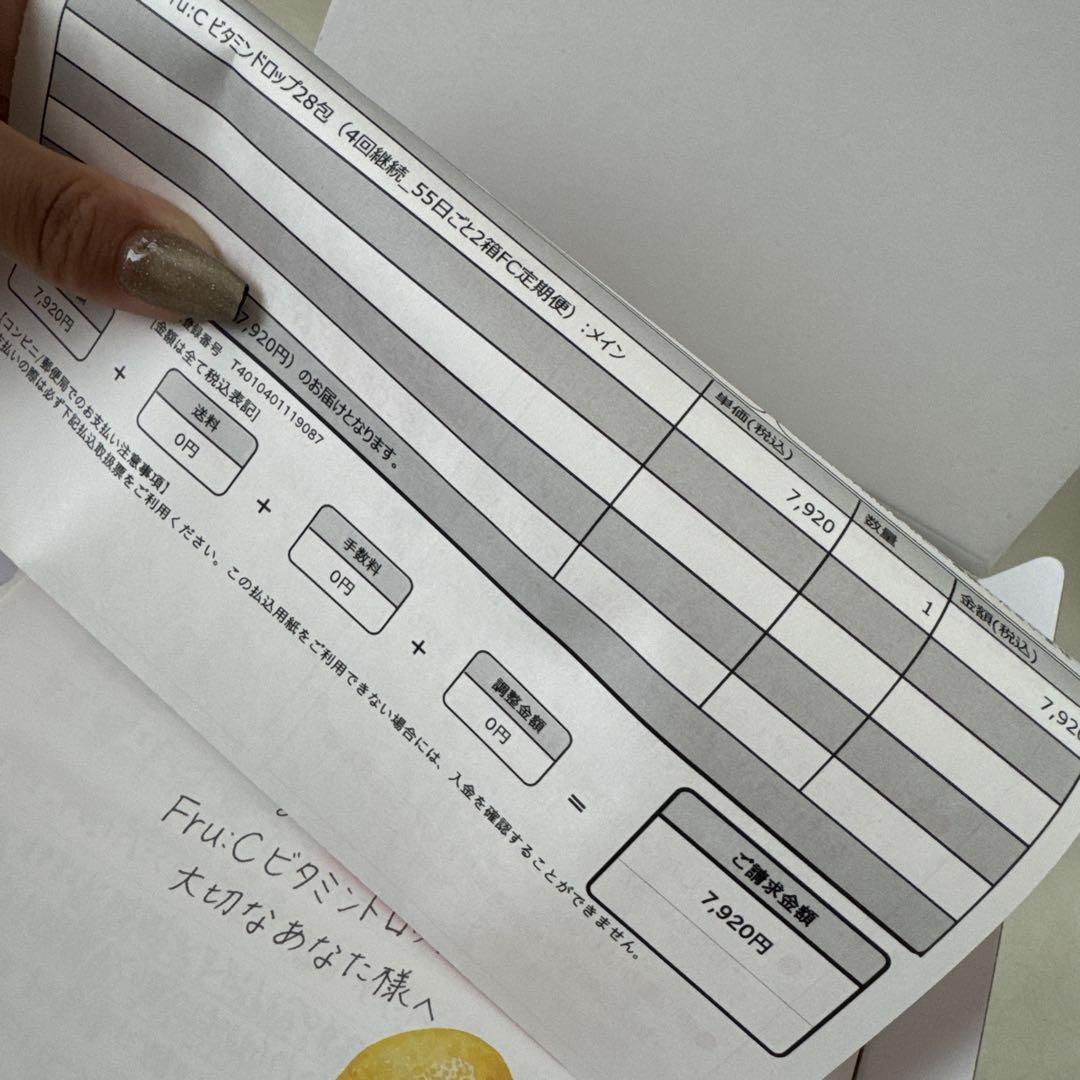 Fru:C ビタミンドロップ28包（4回継続_55日ごと2箱FC定期便）:メイン
単価(税込)
数量
金額(税込)
7,920
1
7,920
7,920円）のお届けとなります。
登録番号 T4010401119087
[金額は全て税込表記]
7,920円
+
送料
0円
+
手数料
0円
+
調整金額
0円
=
ご請求金額
7,920円
[コンビニ/郵便局でのお支払い注意事項]
お支払いの際は必ず下記払込取扱票をご利用ください。この払込用紙をご利用できない場合には、入金を確認することができません。
Fru:C ビタミンドロ
大切なあなた様へ